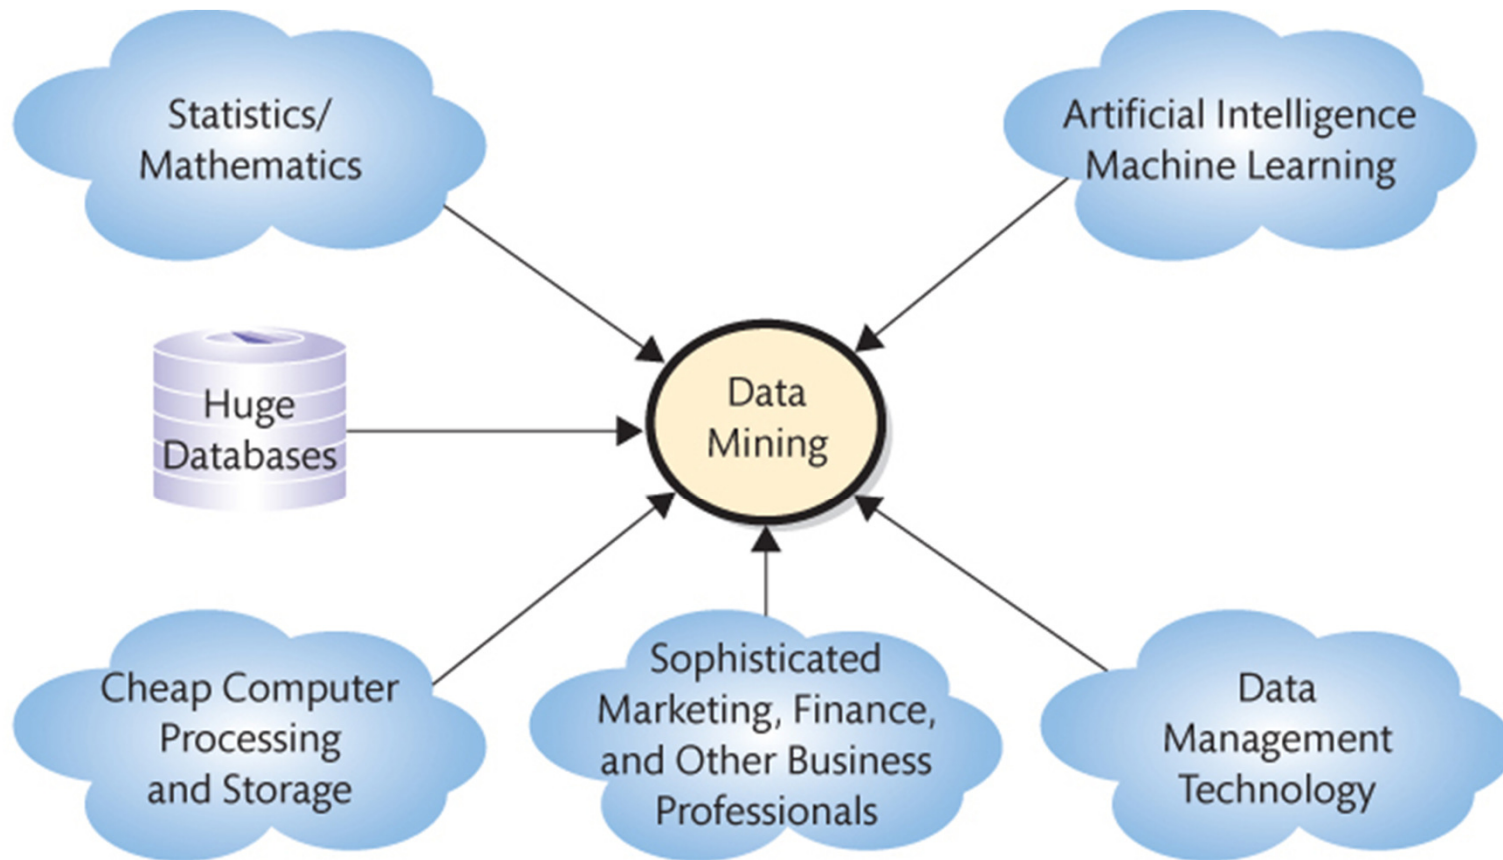 Statistics/
Mathematics
Artificial Intelligence
Machine Learning
Huge
Databases
Data
Mining
Cheap Computer
Processing
and Storage
Sophisticated
Marketing, Finance,
and Other Business
Professionals
Data
Management
Technology